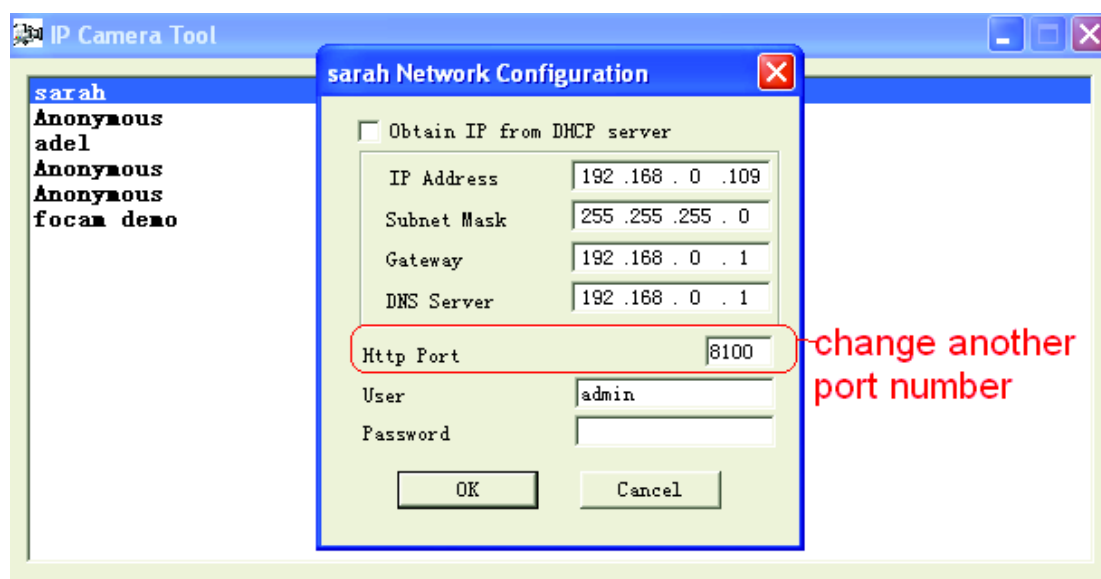 IP Camera Tool
sarah
Anonymous
adel
Anonymous
Anonymous
focam demo
sarah Network Configuration
Obtain IP from DHCP server
IP Address 192 .168 . 0 .109
Subnet Mask 255 .255 .255 . 0
Gateway 192 .168 . 0 . 1
DNS Server 192 .168 . 0 . 1
Http Port 8100
User admin
Password
OK Cancel
change another
port number